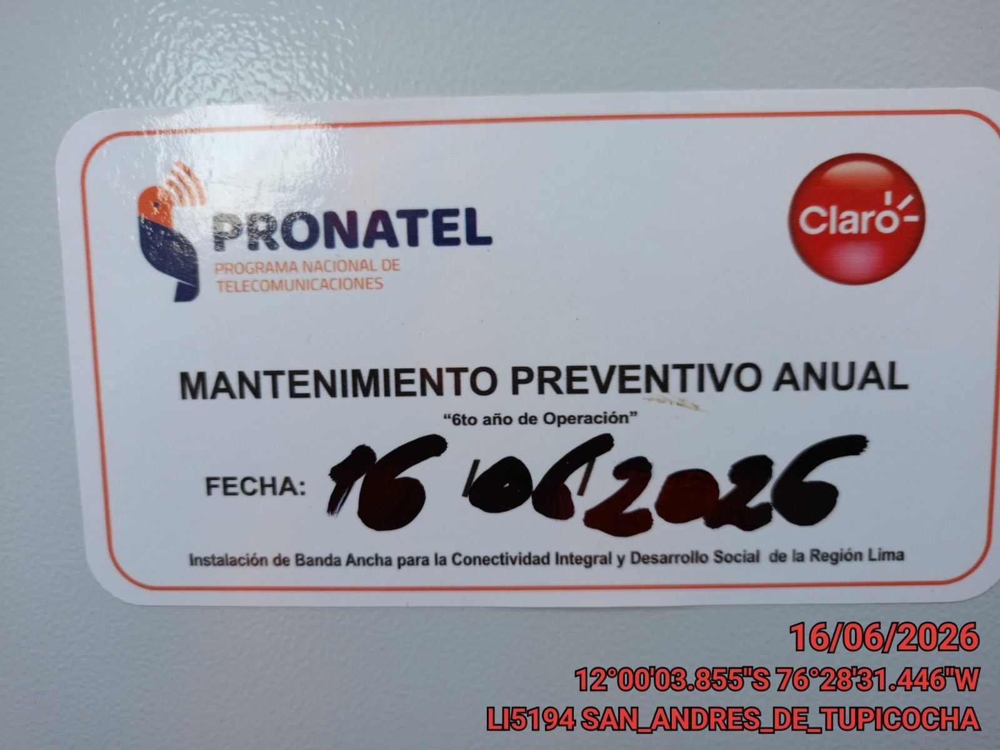 PRONATEL
PROGRAMA NACIONAL DE
TELECOMUNICACIONES
Claro
MANTENIMIENTO PREVENTIVO ANUAL
“6to año de Operación”
FECHA: 16/06/2026
Instalación de Banda Ancha para la Conectividad Integral y Desarrollo Social de la Región Lima
16/06/2026
12°00'03.855"S 76°28'31.446"W
LI5194 SAN_ANDRES_DE_TUPICOCHA